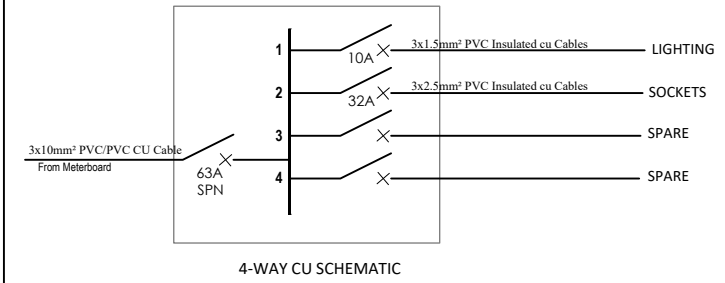 1 10A 3x1.5mm² PVC Insulated cu Cables LIGHTING
2 32A 3x2.5mm² PVC Insulated cu Cables SOCKETS
3 SPARE
3x10mm² PVC/PVC CU Cable
From Meterboard
63A
SPN
4 SPARE
4-WAY CU SCHEMATIC